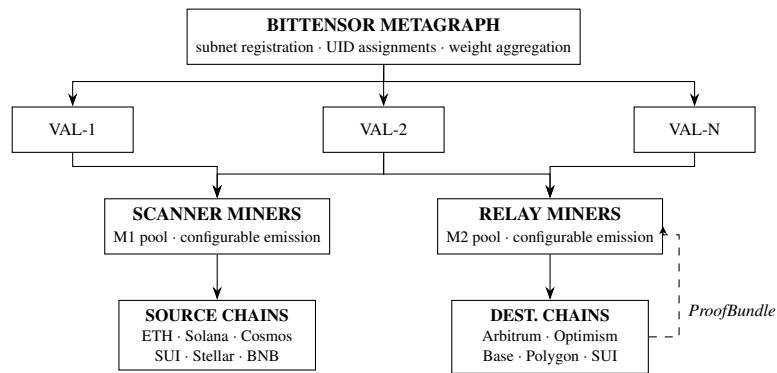 BITTENSOR METAGRAPH
subnet registration · UID assignments · weight aggregation
VAL-1
VAL-2
VAL-N
SCANNER MINERS
M1 pool · configurable emission
RELAY MINERS
M2 pool · configurable emission
SOURCE CHAINS
ETH · Solana · Cosmos
SUI · Stellar · BNB
DEST. CHAINS
Arbitrum · Optimism
Base · Polygon · SUI
ProofBundle